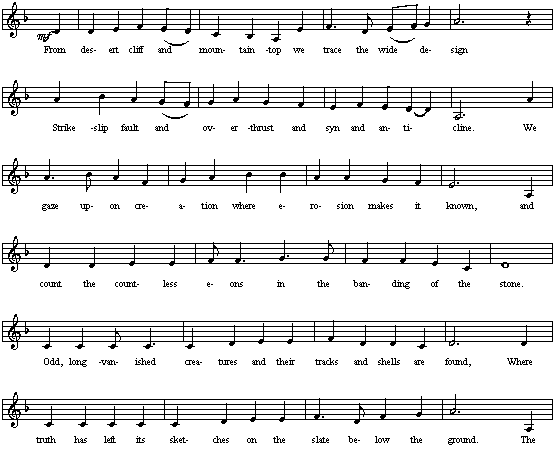 mf
From des- ert cliff and moun- tain -top we trace the wide de- sign
Strike -slip fault and ov- er -thrust and syn and an- ti- cline. We
gaze up- on cre- a- tion where e- ro- sion makes it known, and
count the count- less e- ons in the ban- ding of the stone.
Odd, long -van- ished crea- tures and their tracks and shells are found, Where
truth has left its sket- ches on the slate be- low the ground. The